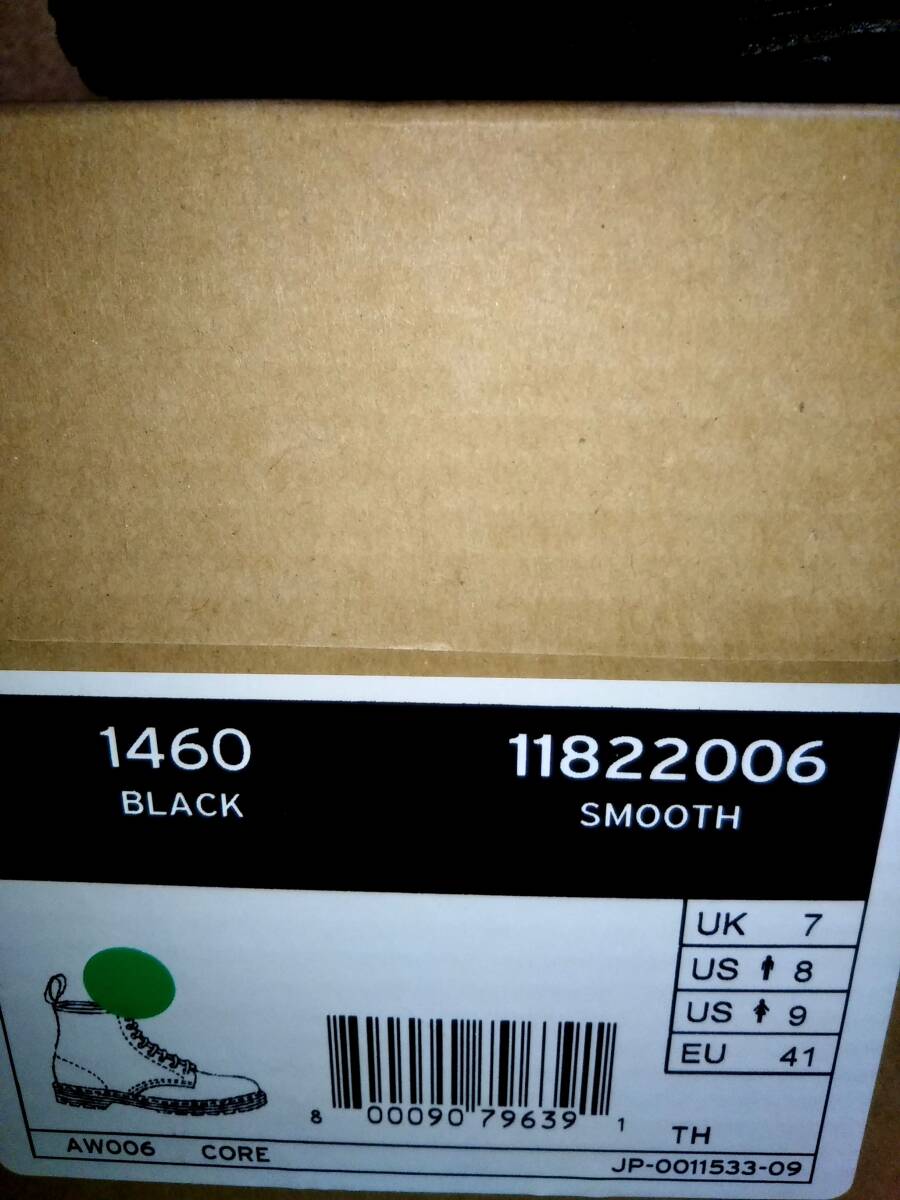 1460
BLACK
11822006
SMOOTH
UK 7
US 8
US 9
EU 41
8 00090 79639 1
TH
AW006 CORE
JP-0011533-09